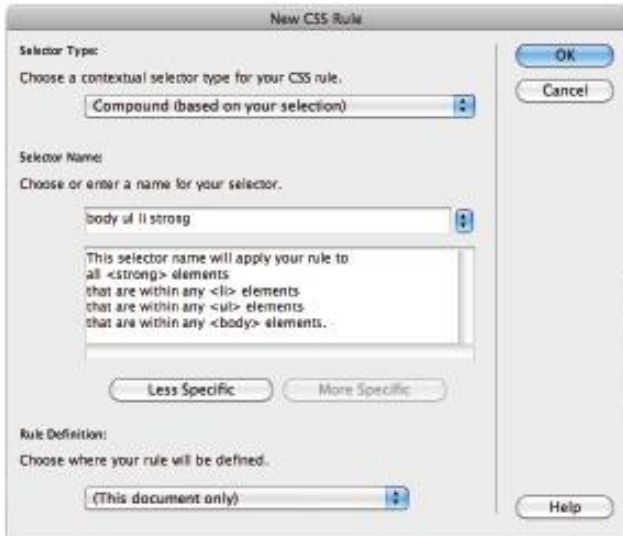 New CSS Rule
Selector Type:
OK
Choose a contextual selector type for your CSS rule.
Cancel
Compound (based on your selection)
Selector Name:
Choose or enter a name for your selector.
body ul li strong
This selector name will apply your rule to
all <strong> elements
that are within any <li> elements
that are within any <ul> elements
that are within any <body> elements.
Less Specific
More Specific
Rule Definition:
Choose where your rule will be defined.
(This document only)
Help